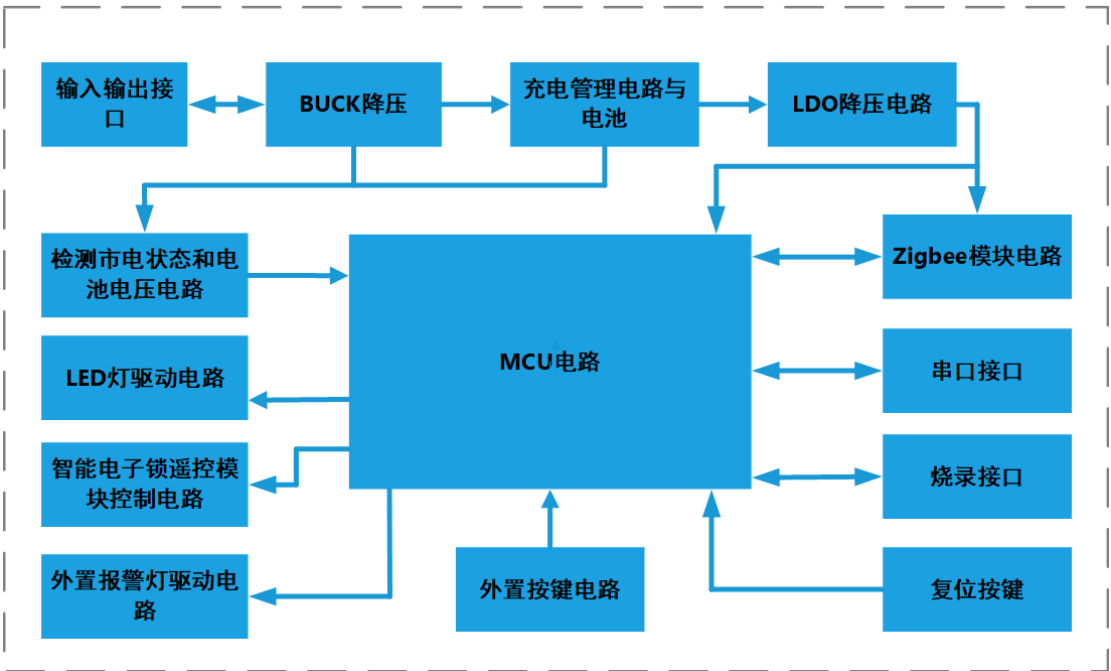 输入输出接
口
BUCK降压
充电管理电路与
电池
LDO降压电路
检测市电状态和电
池电压电路
Zigbee模块电路
MCU电路
LED灯驱动电路
串口接口
智能电子锁遥控模
块控制电路
烧录接口
外置报警灯驱动电
路
外置按键电路
复位按键